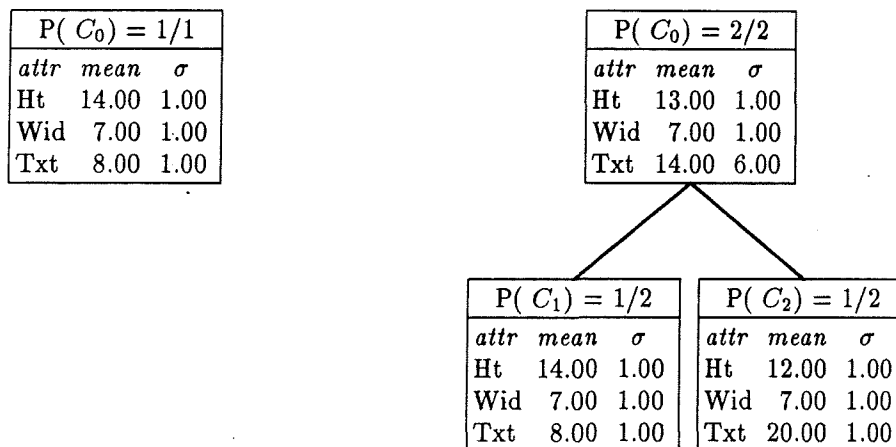 P( C₀) = 1/1
attr mean σ
Ht 14.00 1.00
Wid 7.00 1.00
Txt 8.00 1.00
P( C₀) = 2/2
attr mean σ
Ht 13.00 1.00
Wid 7.00 1.00
Txt 14.00 6.00
P( C₁) = 1/2
attr mean σ
Ht 14.00 1.00
Wid 7.00 1.00
Txt 8.00 1.00
P( C₂) = 1/2
attr mean σ
Ht 12.00 1.00
Wid 7.00 1.00
Txt 20.00 1.00